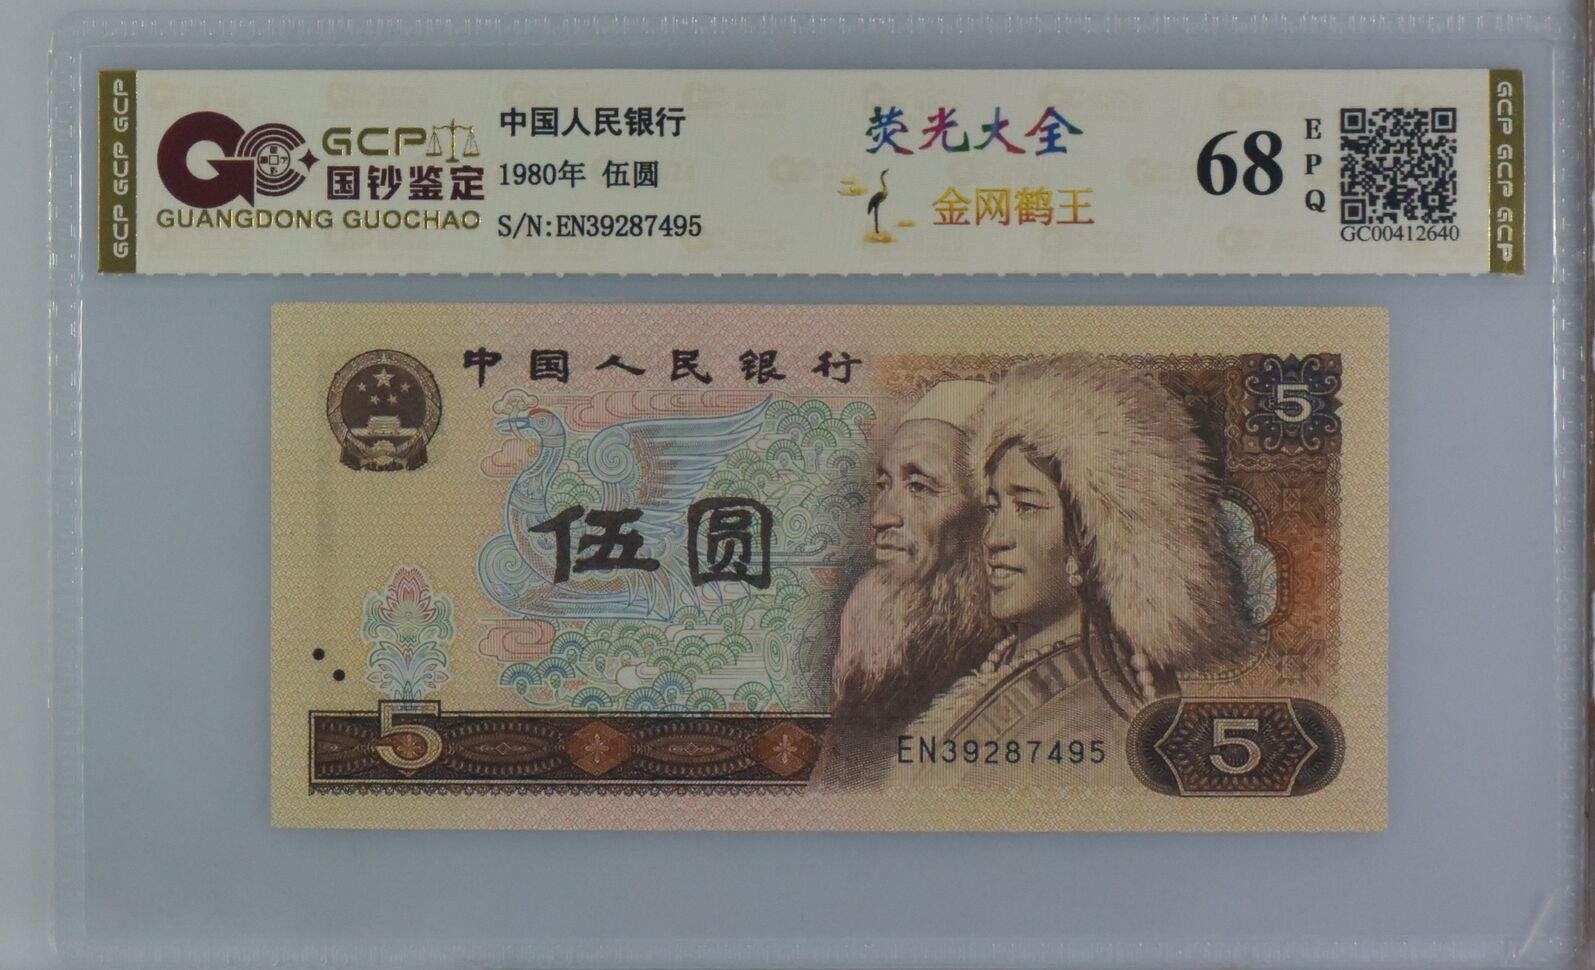 GCP GCP GCP
GCP
国钞鉴定
GUANGDONG GUOCHAO
中国人民银行
1980年 伍圆
S/N:EN39287495
荧光大全
金网鹤王
68
EPQ
GC00412640
GCP GCP GCP
中国人民银行
5
伍圆
5
EN39287495
5